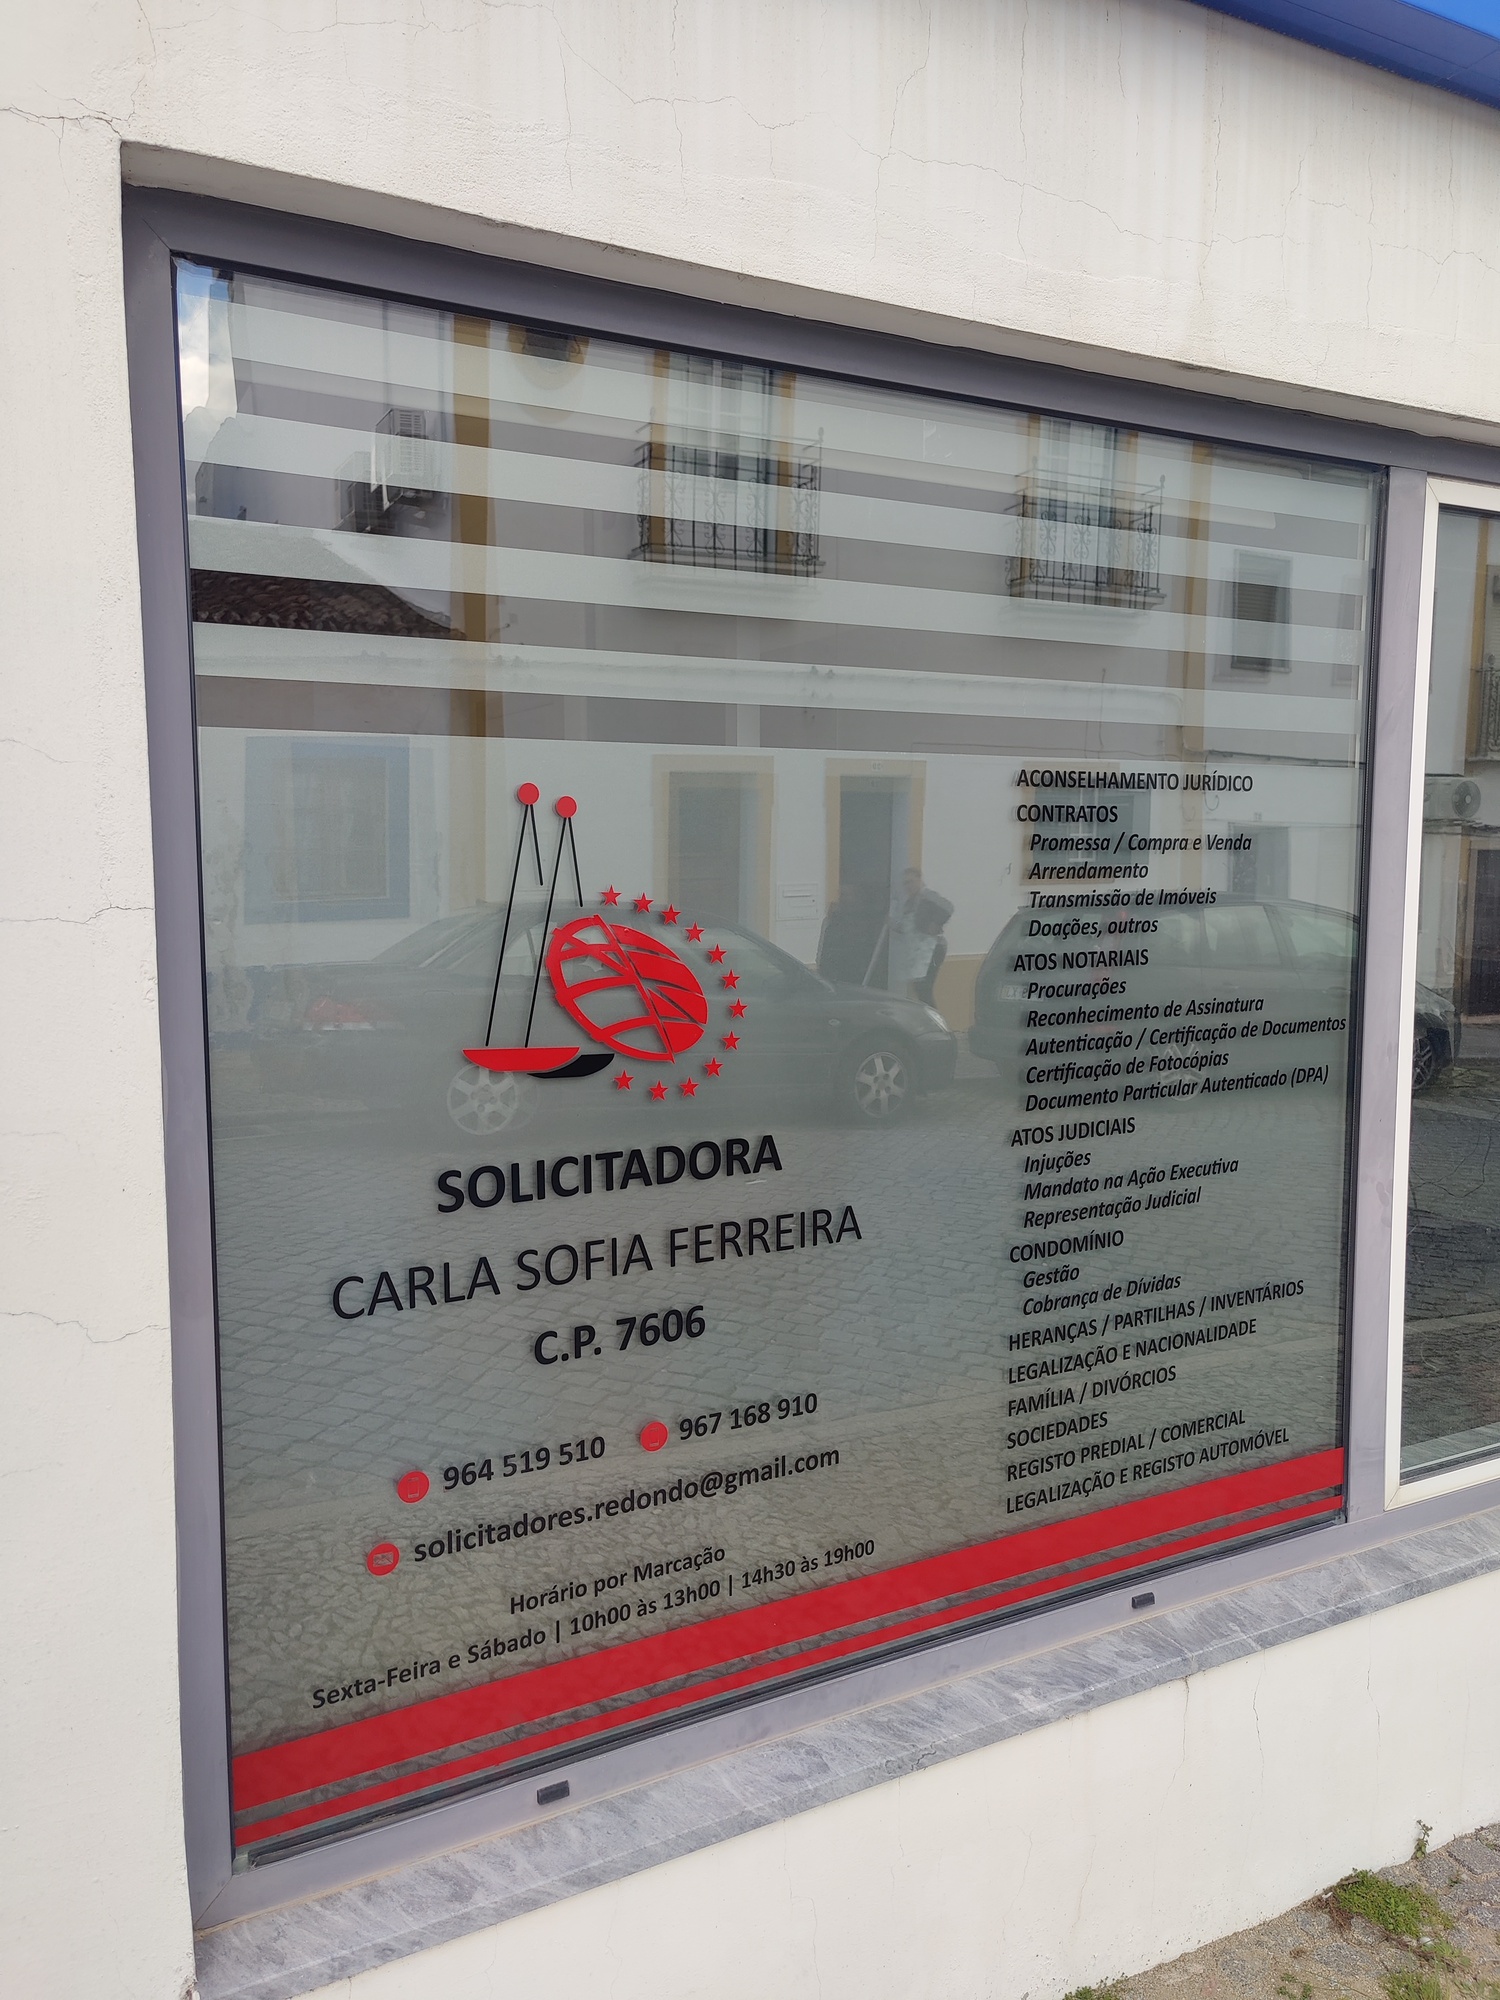 SOLICITADORA
CARLA SOFIA FERREIRA
C.P. 7606
964 519 510 967 168 910
solicitadores.redondo@gmail.com
Horário por Marcação
Sexta-Feira e Sábado | 10h00 às 13h00 | 14h30 às 19h00
ACONSELHAMENTO JURÍDICO
CONTRATOS
Promessa / Compra e Venda
Arrendamento
Transmissão de Imóveis
Doações, outros
ATOS NOTARIAIS
Procurações
Reconhecimento de Assinatura
Autenticação / Certificação de Documentos
Certificação de Fotocópias
Documento Particular Autenticado (DPA)
ATOS JUDICIAIS
Injuções
Mandato na Ação Executiva
Representação Judicial
CONDOMÍNIO
Gestão
Cobrança de Dívidas
HERANÇAS / PARTILHAS / INVENTÁRIOS
LEGALIZAÇÃO E NACIONALIDADE
FAMÍLIA / DIVÓRCIOS
SOCIEDADES
REGISTO PREDIAL / COMERCIAL
LEGALIZAÇÃO E REGISTO AUTOMÓVEL